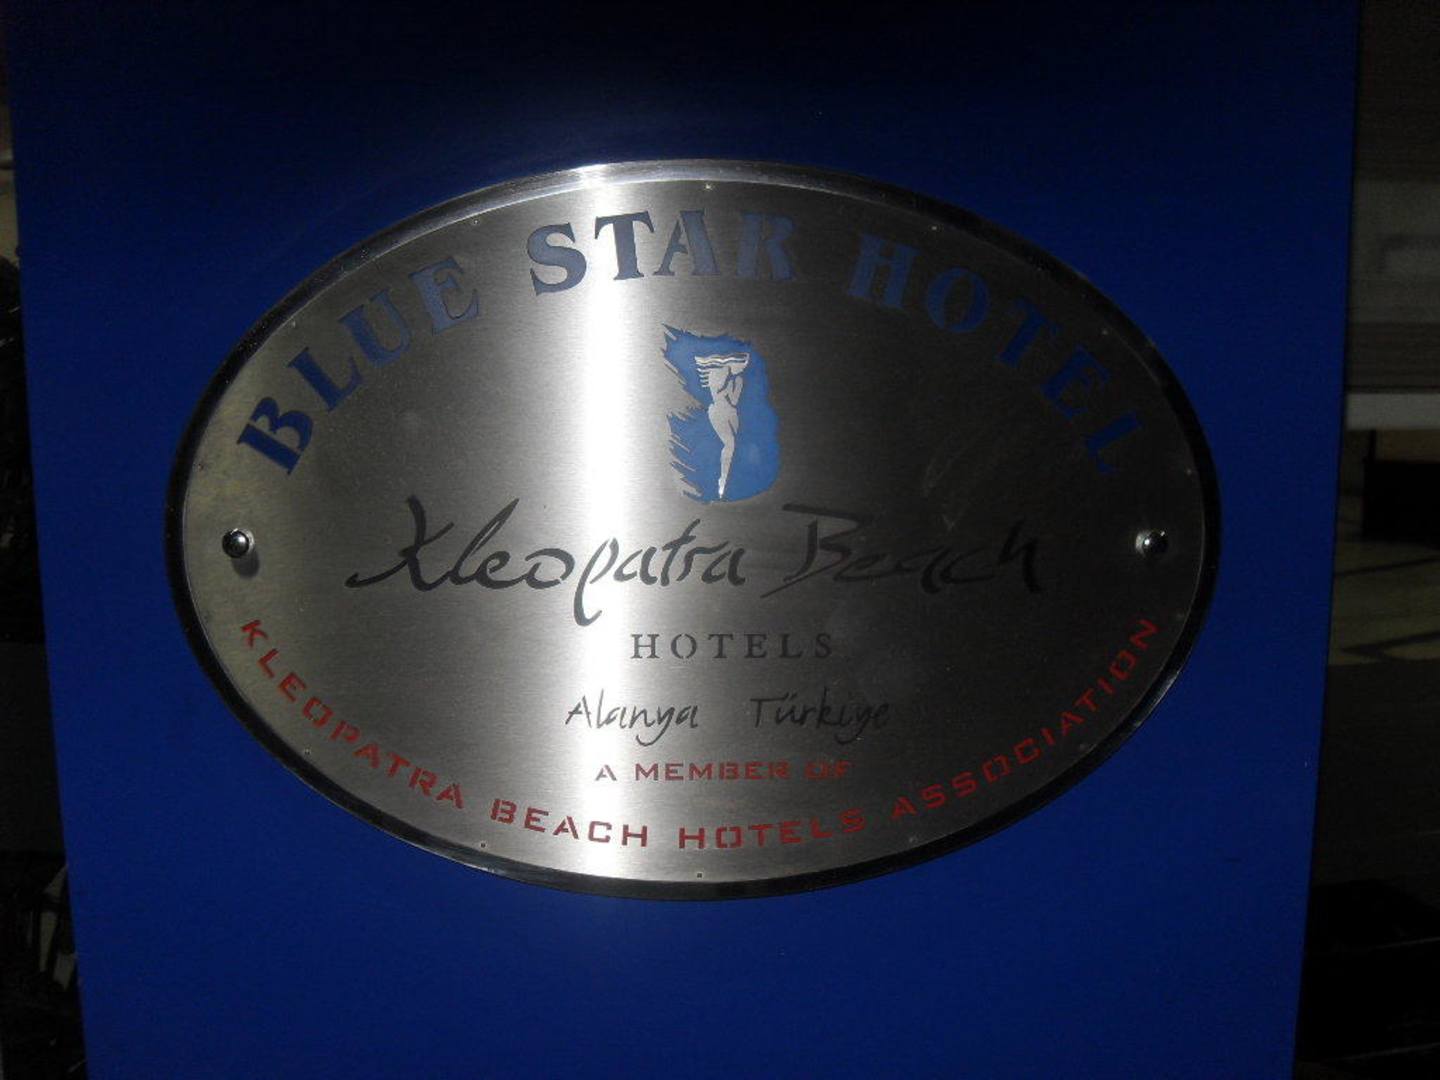 BLUE STAR HOTEL
Kleopatra Beach
HOTELS
Alanya Türkiye
A MEMBER OF
KLEOPATRA BEACH HOTELS ASSOCIATION